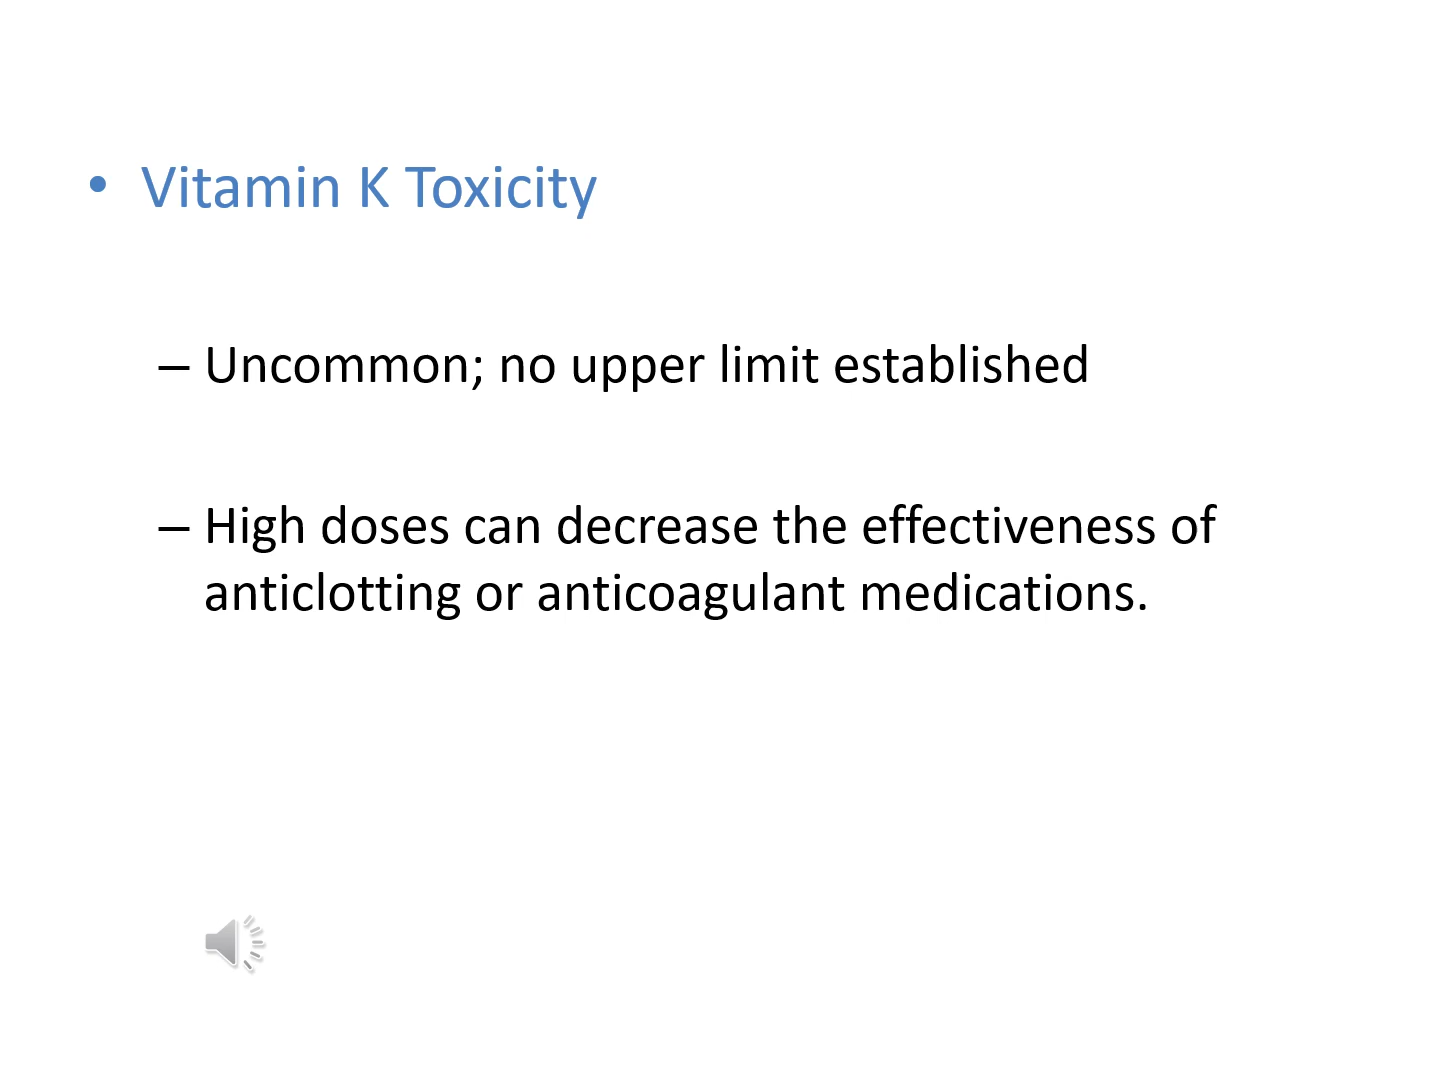 • Vitamin K Toxicity
– Uncommon; no upper limit established
– High doses can decrease the effectiveness of
anticlotting or anticoagulant medications.